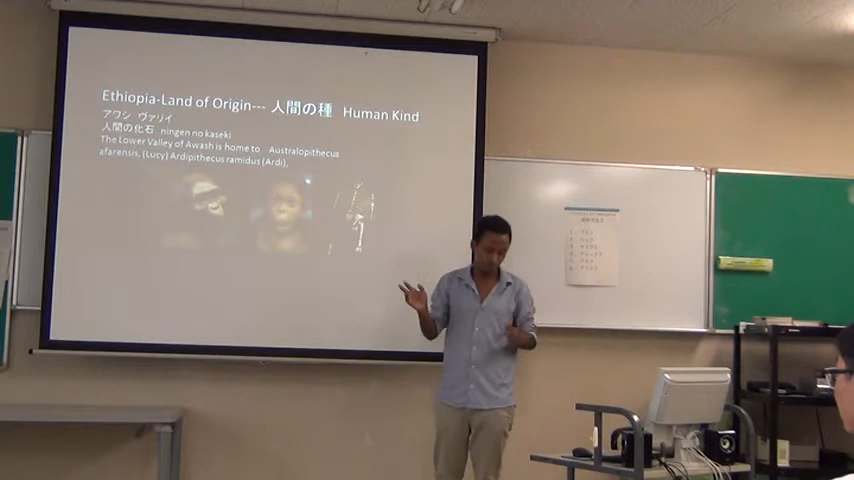 Ethiopia-Land of Origin--- 人間の種 Human Kind
アワシ ヴァリイ
人間の化石 ningen no kaseki
The Lower Valley of Awash is home to Australopithecus
afarensis, (Lucy) Ardipithecus ramidus (Ardi),